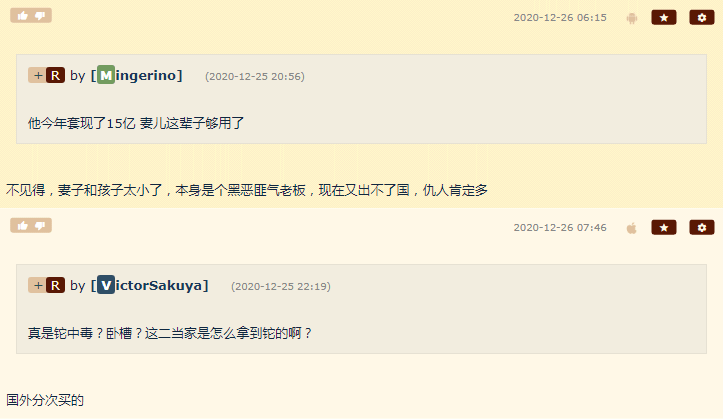 2020-12-26 06:15
+ R by [Mingerino] (2020-12-25 20:56)
他今年套现了15亿 妻儿这辈子够用了
不见得，妻子和孩子太小了，本身是个黑恶匪气老板，现在又出不了国，仇人肯定多
2020-12-26 07:46
+ R by [VictorSakuya] (2020-12-25 22:19)
真是铊中毒？卧槽？这二当家是怎么拿到铊的啊？
国外分次买的